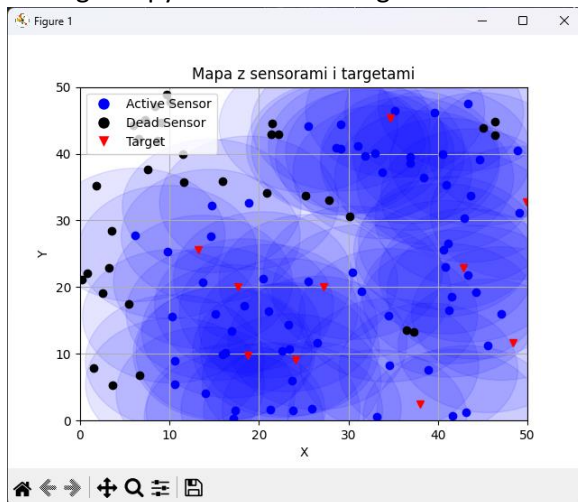 Figure 1
Mapa z sensorami i targetami
Active Sensor
Dead Sensor
Target
50
40
30
20
10
0
Y
0 10 20 30 40 50
X